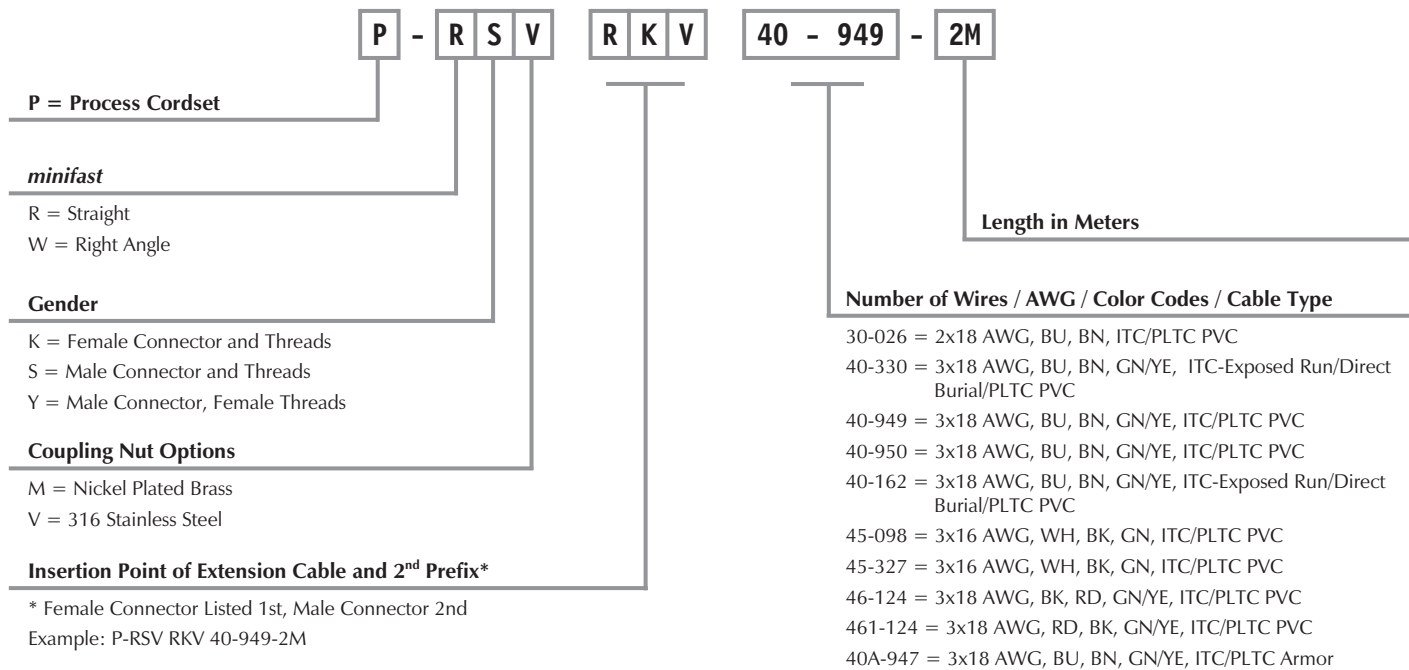 P - R S V R K V 40 - 949 - 2M
P = Process Cordset
minifast
R = Straight
W = Right Angle
Gender
K = Female Connector and Threads
S = Male Connector and Threads
Y = Male Connector, Female Threads
Coupling Nut Options
M = Nickel Plated Brass
V = 316 Stainless Steel
Insertion Point of Extension Cable and 2nd Prefix*
* Female Connector Listed 1st, Male Connector 2nd
Example: P-RSV RKV 40-949-2M
Length in Meters
Number of Wires / AWG / Color Codes / Cable Type
30-026 = 2x18 AWG, BU, BN, ITC/PLTC PVC
40-330 = 3x18 AWG, BU, BN, GN/YE, ITC-Exposed Run/Direct
Burial/PLTC PVC
40-949 = 3x18 AWG, BU, BN, GN/YE, ITC/PLTC PVC
40-950 = 3x18 AWG, BU, BN, GN/YE, ITC/PLTC PVC
40-162 = 3x18 AWG, BU, BN, GN/YE, ITC-Exposed Run/Direct
Burial/PLTC PVC
45-098 = 3x16 AWG, WH, BK, GN, ITC/PLTC PVC
45-327 = 3x16 AWG, WH, BK, GN, ITC/PLTC PVC
46-124 = 3x18 AWG, BK, RD, GN/YE, ITC/PLTC PVC
461-124 = 3x18 AWG, RD, BK, GN/YE, ITC/PLTC PVC
40A-947 = 3x18 AWG, BU, BN, GN/YE, ITC/PLTC Armor